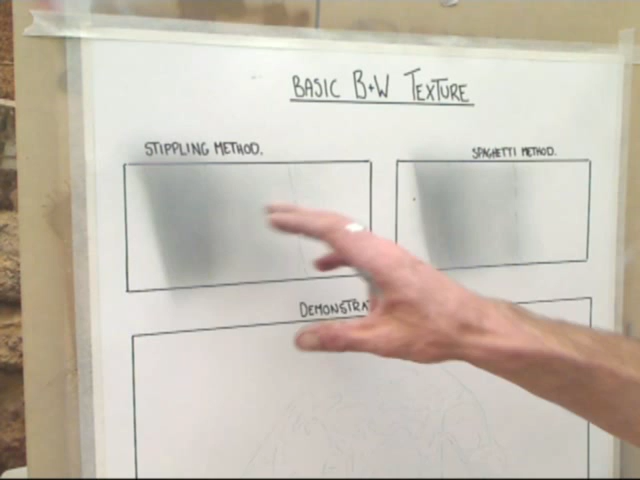 BASIC B+W TEXTURE
STIPPLING METHOD.
SPAGHETTI METHOD.